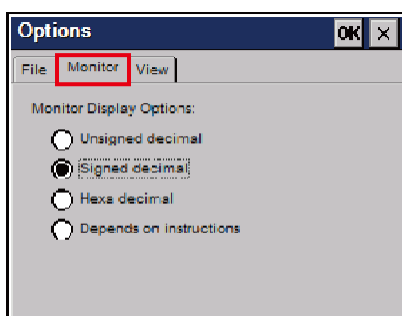 Options OK ×
File Monitor View
Monitor Display Options:
Unsigned decimal
Signed decimal
Hexa decimal
Depends on instructions